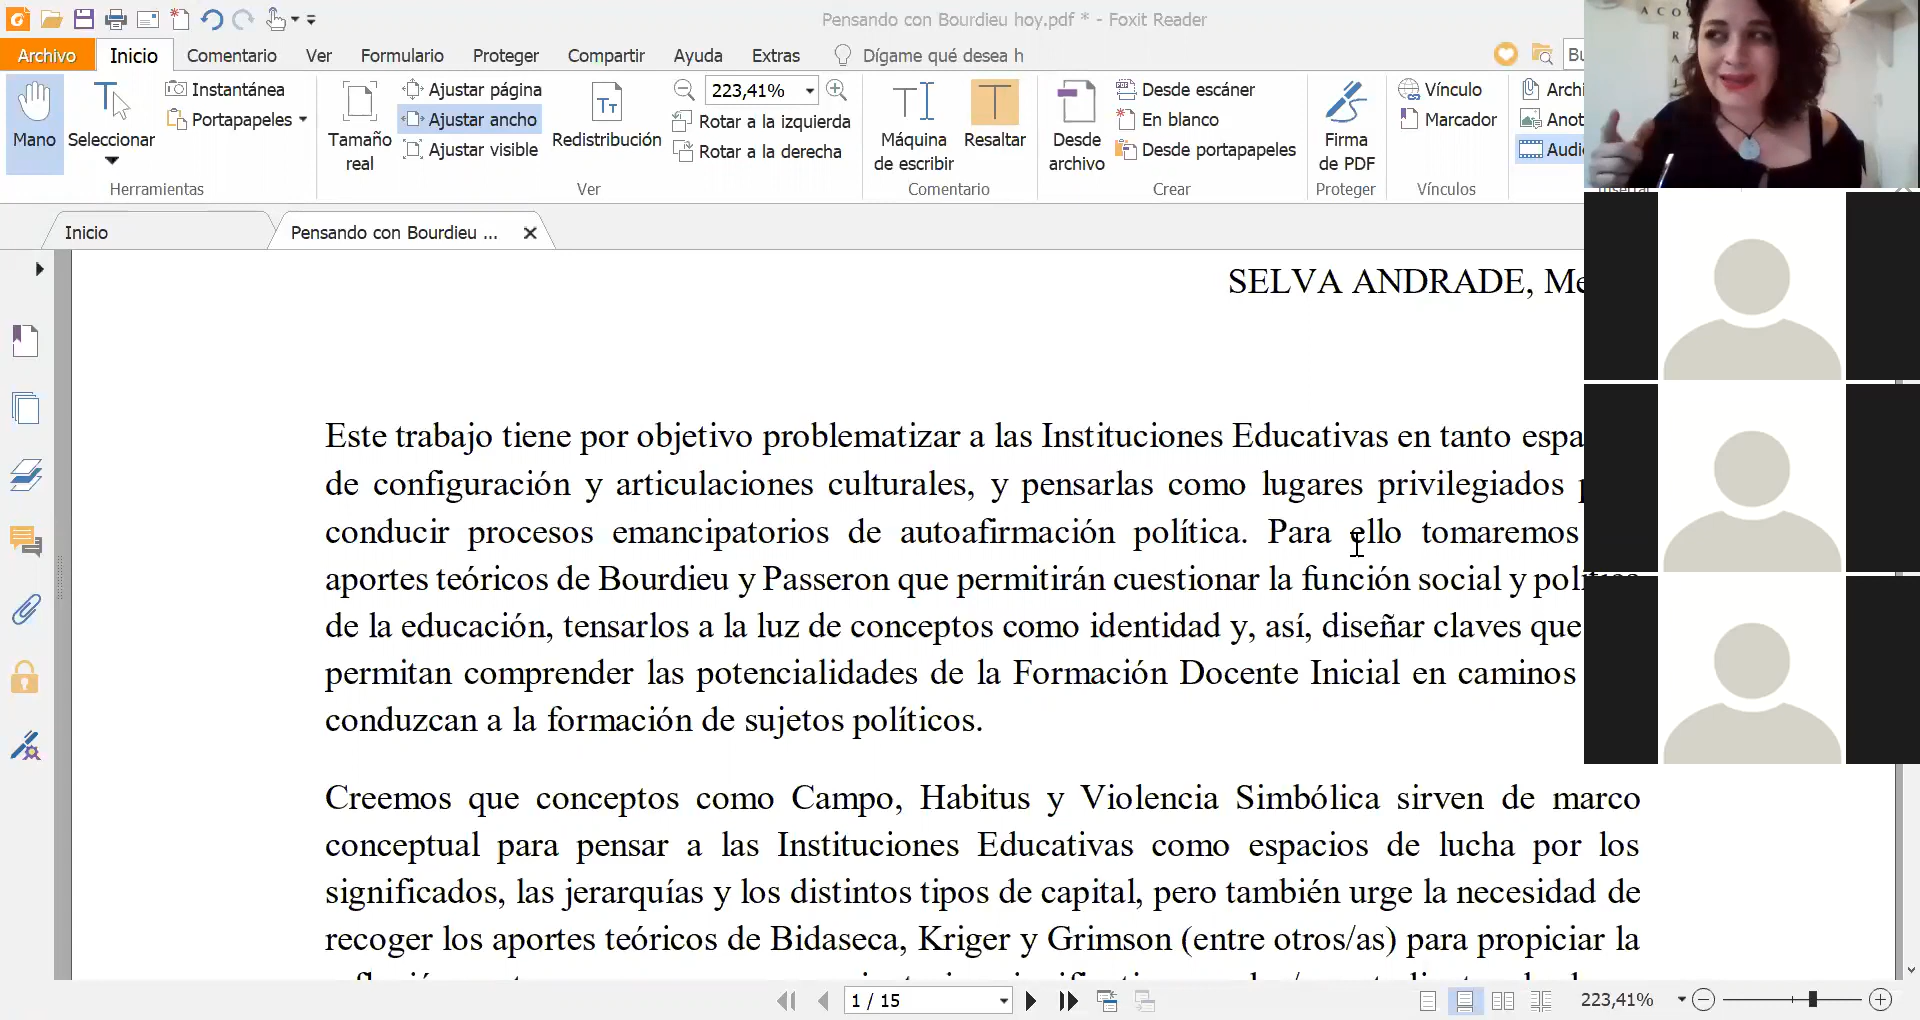 Pensando con Bourdieu hoy.pdf * - Foxit Reader
Archivo Inicio Comentario Ver Formulario Proteger Compartir Ayuda Extras Dígame qué desea h
Mano
Seleccionar
Instantánea
Portapapeles
Herramientas
Tamaño real
Ajustar página
Ajustar ancho
Ajustar visible
Redistribución
223,41%
Rotar a la izquierda
Rotar a la derecha
Ver
Máquina de escribir
Resaltar
Comentario
Desde archivo
Desde escáner
En blanco
Desde portapapeles
Crear
Firma de PDF
Proteger
Vínculo
Marcador
Vínculos
Inicio
Pensando con Bourdieu ...
SELVA ANDRADE,
Este trabajo tiene por objetivo problematizar a las Instituciones Educativas en tanto
de configuración y articulaciones culturales, y pensarlas como lugares privilegiados
conducir procesos emancipatorios de autoafirmación política. Para ello tomaremos
aportes teóricos de Bourdieu y Passeron que permitirán cuestionar la función social y
de la educación, tensarlos a la luz de conceptos como identidad y, así, diseñar claves que
permitan comprender las potencialidades de la Formación Docente Inicial en caminos
conduzcan a la formación de sujetos políticos.
Creemos que conceptos como Campo, Habitus y Violencia Simbólica sirven de marco
conceptual para pensar a las Instituciones Educativas como espacios de lucha por los
significados, las jerarquías y los distintos tipos de capital, pero también urge la necesidad de
recoger los aportes teóricos de Bidaseca, Kriger y Grimson (entre otros/as) para propiciar la
1 / 15
223,41%